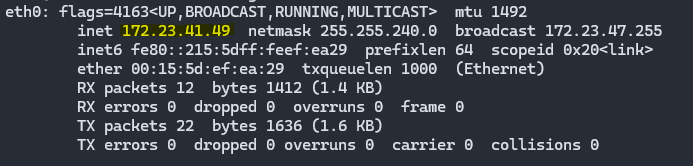 eth0: flags=4163<UP,BROADCAST,RUNNING,MULTICAST>  mtu 1492
inet 172.23.41.49  netmask 255.255.240.0  broadcast 172.23.47.255
inet6 fe80::215:5dff:feef:ea29  prefixlen 64  scopeid 0x20<link>
ether 00:15:5d:ef:ea:29  txqueuelen 1000  (Ethernet)
RX packets 12  bytes 1412 (1.4 KB)
RX errors 0  dropped 0  overruns 0  frame 0
TX packets 22  bytes 1636 (1.6 KB)
TX errors 0  dropped 0 overruns 0  carrier 0  collisions 0